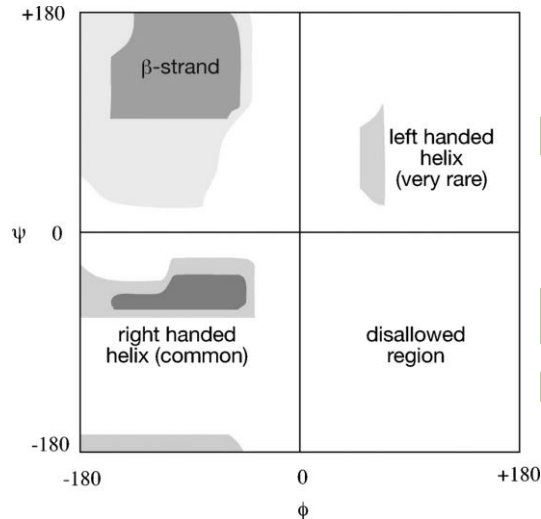 +180
β-strand
left handed
helix
(very rare)
ψ
0
right handed
helix (common)
disallowed
region
-180
-180
0
+180
ϕ